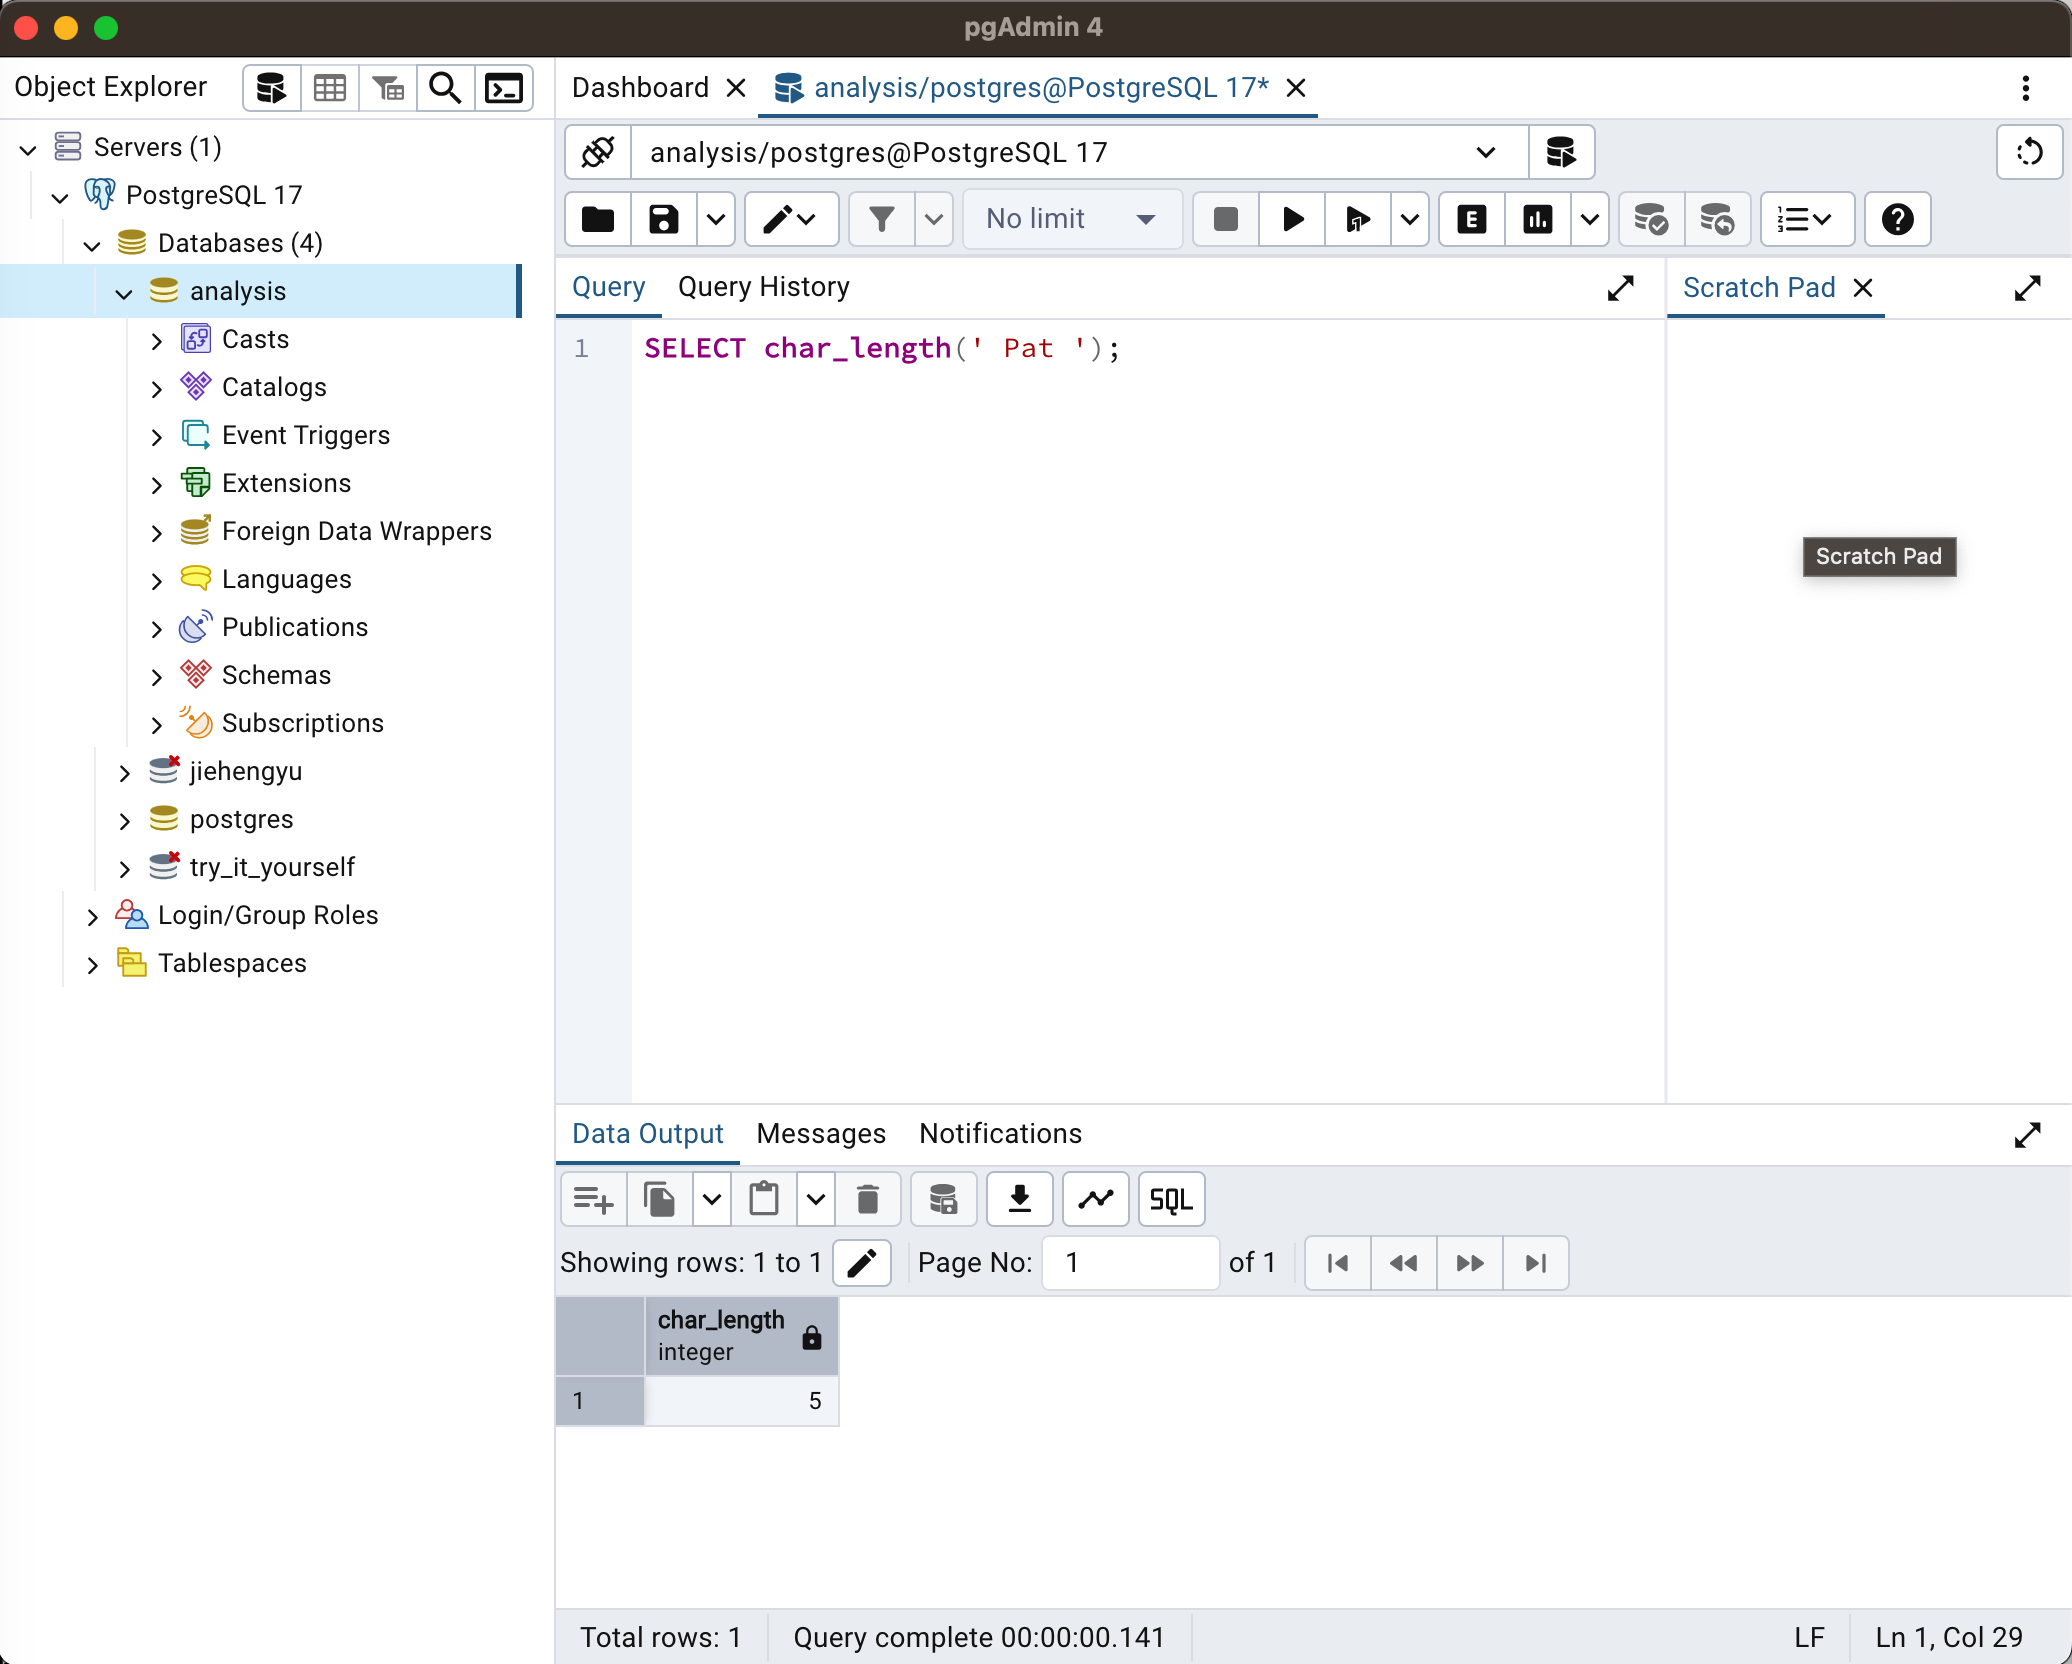 pgAdmin 4
Object Explorer
Servers (1)
PostgreSQL 17
Databases (4)
analysis
Casts
Catalogs
Event Triggers
Extensions
Foreign Data Wrappers
Languages
Publications
Schemas
Subscriptions
jiehengyu
postgres
try_it_yourself
Login/Group Roles
Tablespaces
Dashboard
analysis/postgres@PostgreSQL 17*
analysis/postgres@PostgreSQL 17
No limit
E
Query
Query History
1 SELECT char_length(' Pat ');
Scratch Pad
Scratch Pad
Data Output
Messages
Notifications
SQL
Showing rows: 1 to 1
Page No: 1 of 1
char_length
integer
1 5
Total rows: 1
Query complete 00:00:00.141
LF
Ln 1, Col 29